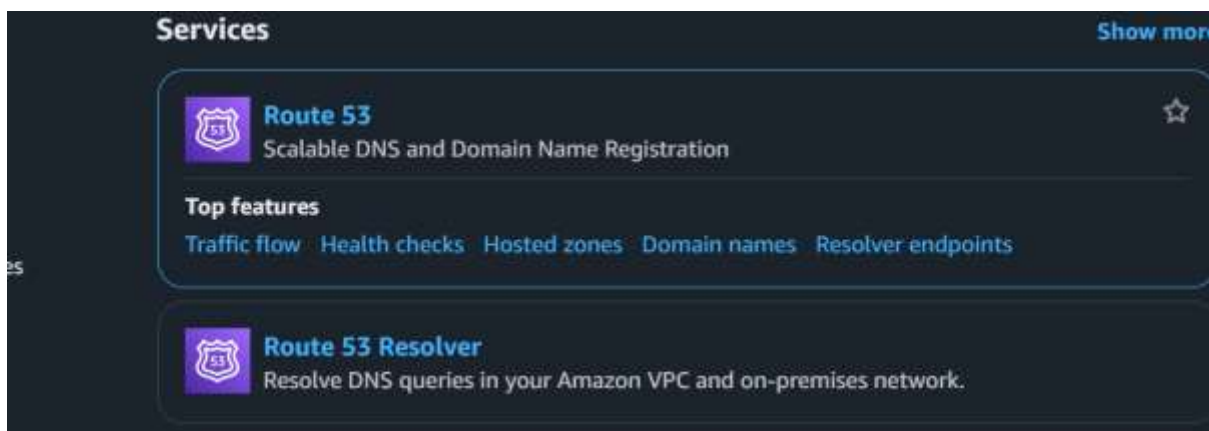 Services
Show more
Route 53
Scalable DNS and Domain Name Registration
Top features
Traffic flow Health checks Hosted zones Domain names Resolver endpoints
es
Route 53 Resolver
Resolve DNS queries in your Amazon VPC and on-premises network.